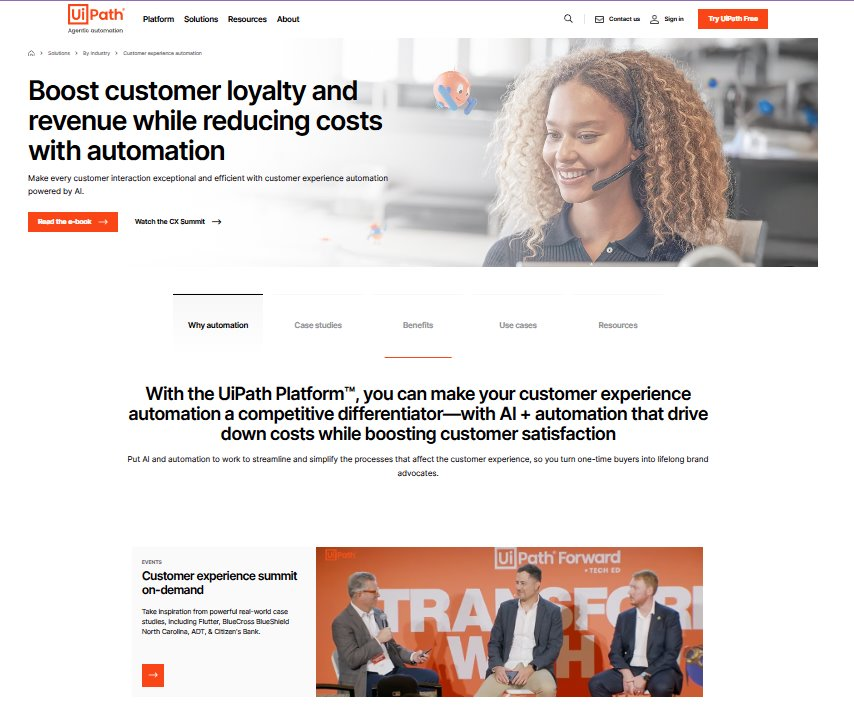 UiPath
Agentic automation
Platform Solutions Resources About
Contact us
Sign in
Try UiPath Free
Solutions > By Industry > Customer experience automation
Boost customer loyalty and
revenue while reducing costs
with automation
Make every customer interaction exceptional and efficient with customer experience automation
powered by AI.
Read the e-book →
Watch the CX Summit →
Why automation
Case studies
Benefits
Use cases
Resources
With the UiPath Platform™, you can make your customer experience
automation a competitive differentiator—with AI + automation that drive
down costs while boosting customer satisfaction
Put AI and automation to work to streamline and simplify the processes that affect the customer experience, so you turn one-time buyers into lifelong brand
advocates.
EVENTS
Customer experience summit
on-demand
Take inspiration from powerful real-world case
studies, including Flutter, BlueCross BlueShield
North Carolina, ADT, & Citizen's Bank.
→
UiPath
UiPath Forward
+ TECH ED
TRANSFOR
W TH